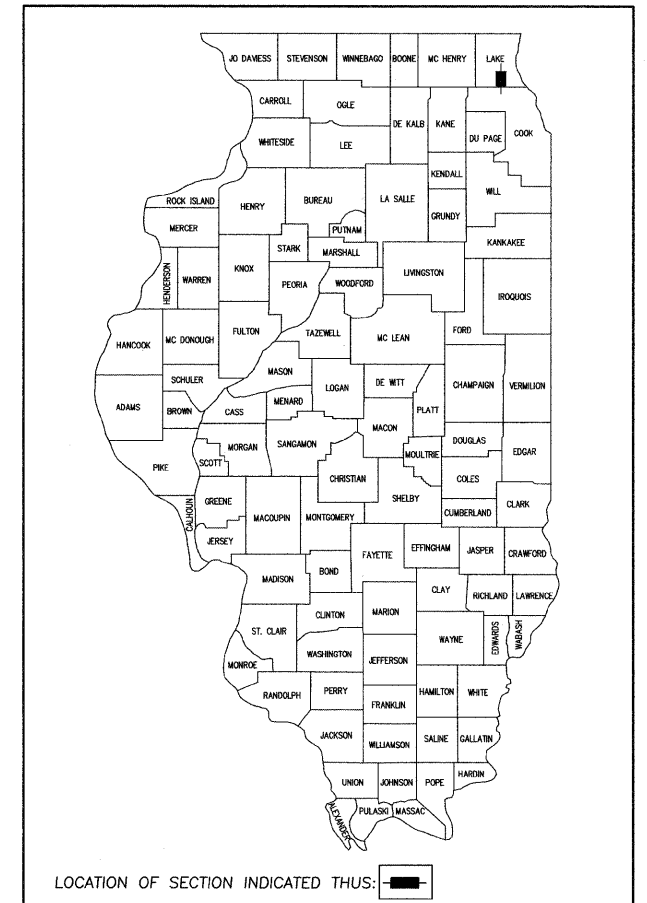 JO DAVIESS STEVENSON WINNEBAGO BOONE MC HENRY LAKE
CARROLL OGLE DE KALB KANE DU PAGE COOK
WHITESIDE LEE
KENDALL WILL
ROCK ISLAND HENRY BUREAU LA SALLE GRUNDY
MERCER PUTNAM
STARK MARSHALL KANKAKEE
HENDERSON WARREN KNOX PEORIA WOODFORD LIVINGSTON IROQUOIS
HANCOOK MC DONOUGH FULTON TAZEWELL MC LEAN FORD
MASON
SCHULER LOGAN DE WITT CHAMPAIGN VERMILION
ADAMS BROWN CASS MENARD PLATT
MACON
PIKE SCOTT MORGAN SANGAMON MOULTRIE DOUGLAS EDGAR
CHRISTIAN COLES
CALHOUN GREENE MACOUPIN MONTGOMERY SHELBY CUMBERLAND CLARK
JERSEY FAYETTE EFFINGHAM JASPER CRAWFORD
MADISON BOND
CLAY RICHLAND LAWRENCE
CLINTON MARION
ST. CLAIR WAYNE EDWARDS WABASH
WASHINGTON JEFFERSON
MONROE
RANDOLPH PERRY HAMILTON WHITE
FRANKLIN
JACKSON WILLIAMSON SALINE GALLATIN
UNION JOHNSON POPE HARDIN
ALEXANDER PULASKI MASSAC
LOCATION OF SECTION INDICATED THUS: